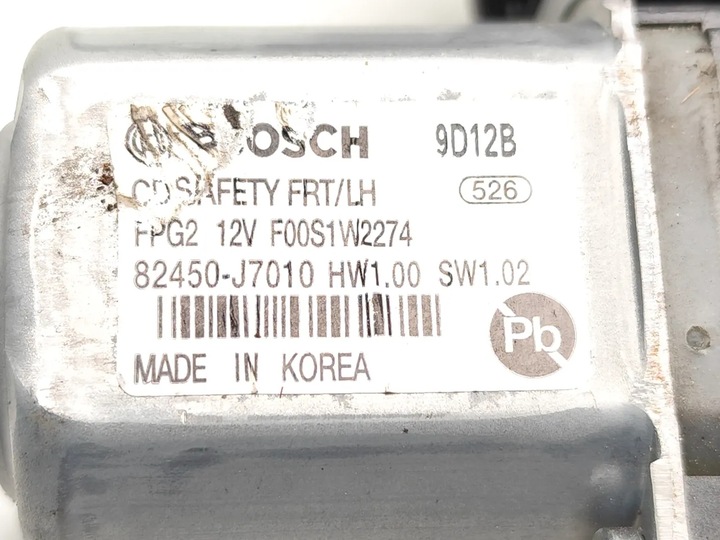 BOSCH 9D12B
CD SAFETY FRT/LH 526
FPG2 12V F00S1W2274
82450-J7010 HW1.00 SW1.02
Pb
MADE IN KOREA